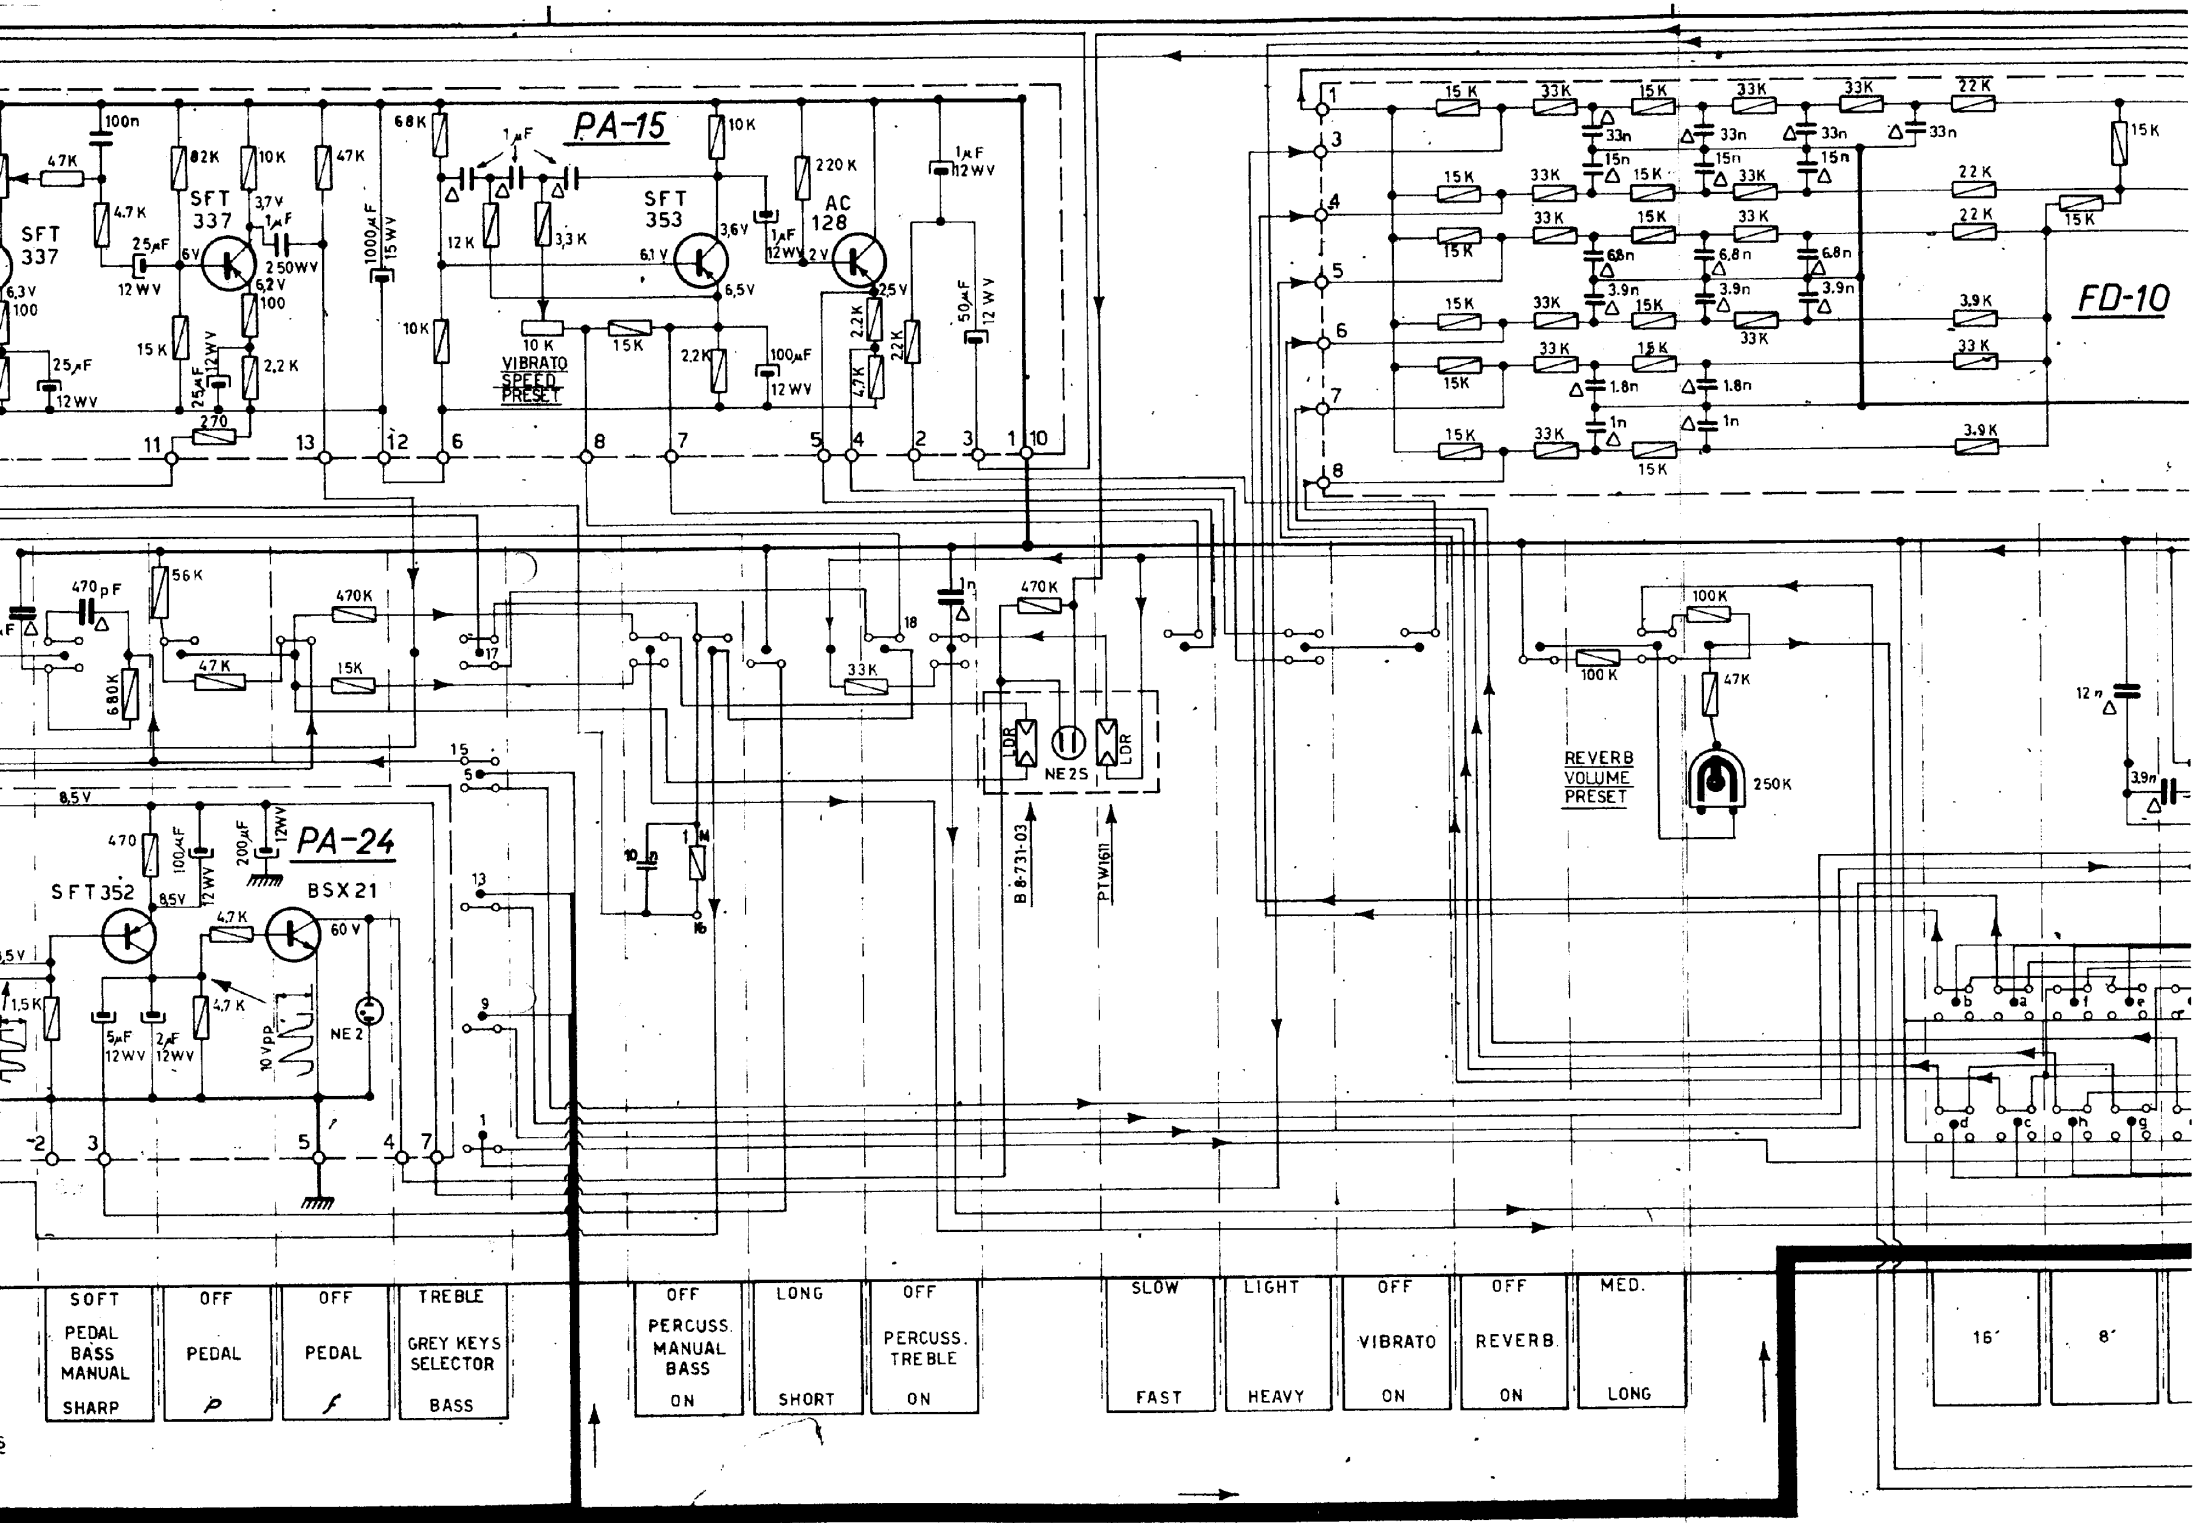 100n
47K
4.7K
25µF
12WV
82K
10K
47K
SFT
337
3,7V
1µF
250WV
6V
6,2V
100
SFT
337
6,3V
100
25µF
12WV
15K
25µF
12WV
2,2K
270
1000µF
15WV
68K
1µF
PA-15
10K
12K
3,3K
SFT
353
3,6V
6,1V
6,5V
10K
10K
VIBRATO
SPEED
PRESET
15K
2,2K
100µF
12WV
220K
AC
128
1µF
12WV
2V
2,5V
2.2K
4.7K
2.2K
1µF
12WV
50µF
12WV
11
13
12
6
8
7
5
4
2
3
1
10
1
3
4
5
6
7
8
15K
33K
15K
33K
33K
22K
33n
33n
33n
33n
15n
15n
15n
15K
33K
15K
33K
22K
15K
33K
15K
33K
22K
15K
15K
6,8n
6,8n
6,8n
3.9n
3.9n
3.9n
15K
33K
15K
33K
3.9K
FD-10
15K
33K
15K
33K
1.8n
1.8n
1n
1n
15K
33K
15K
3.9K
470pF
56K
680K
47K
470K
15K
17
18
33K
1n
470K
LDR
NE2S
LDR
B 8-731-03
PTW1611
10n
1M
16
100K
100K
47K
REVERB
VOLUME
PRESET
250K
12n
3,9n
15
5
13
9
1
8,5V
470
100µF
12WV
200µF
12WV
PA-24
SFT352
8,5V
BSX21
4.7K
60V
1,5K
5µF
12WV
2µF
12WV
4,7K
10Vpp
NE2
2
3
5
4
7
b
a
f
e
d
c
h
g
SOFT
PEDAL
BASS
MANUAL
SHARP
OFF
PEDAL
p
OFF
PEDAL
f
TREBLE
GREY KEYS
SELECTOR
BASS
OFF
PERCUSS.
MANUAL
BASS
ON
LONG
SHORT
OFF
PERCUSS.
TREBLE
ON
SLOW
FAST
LIGHT
HEAVY
OFF
VIBRATO
ON
OFF
REVERB.
ON
MED.
LONG
16'
8'